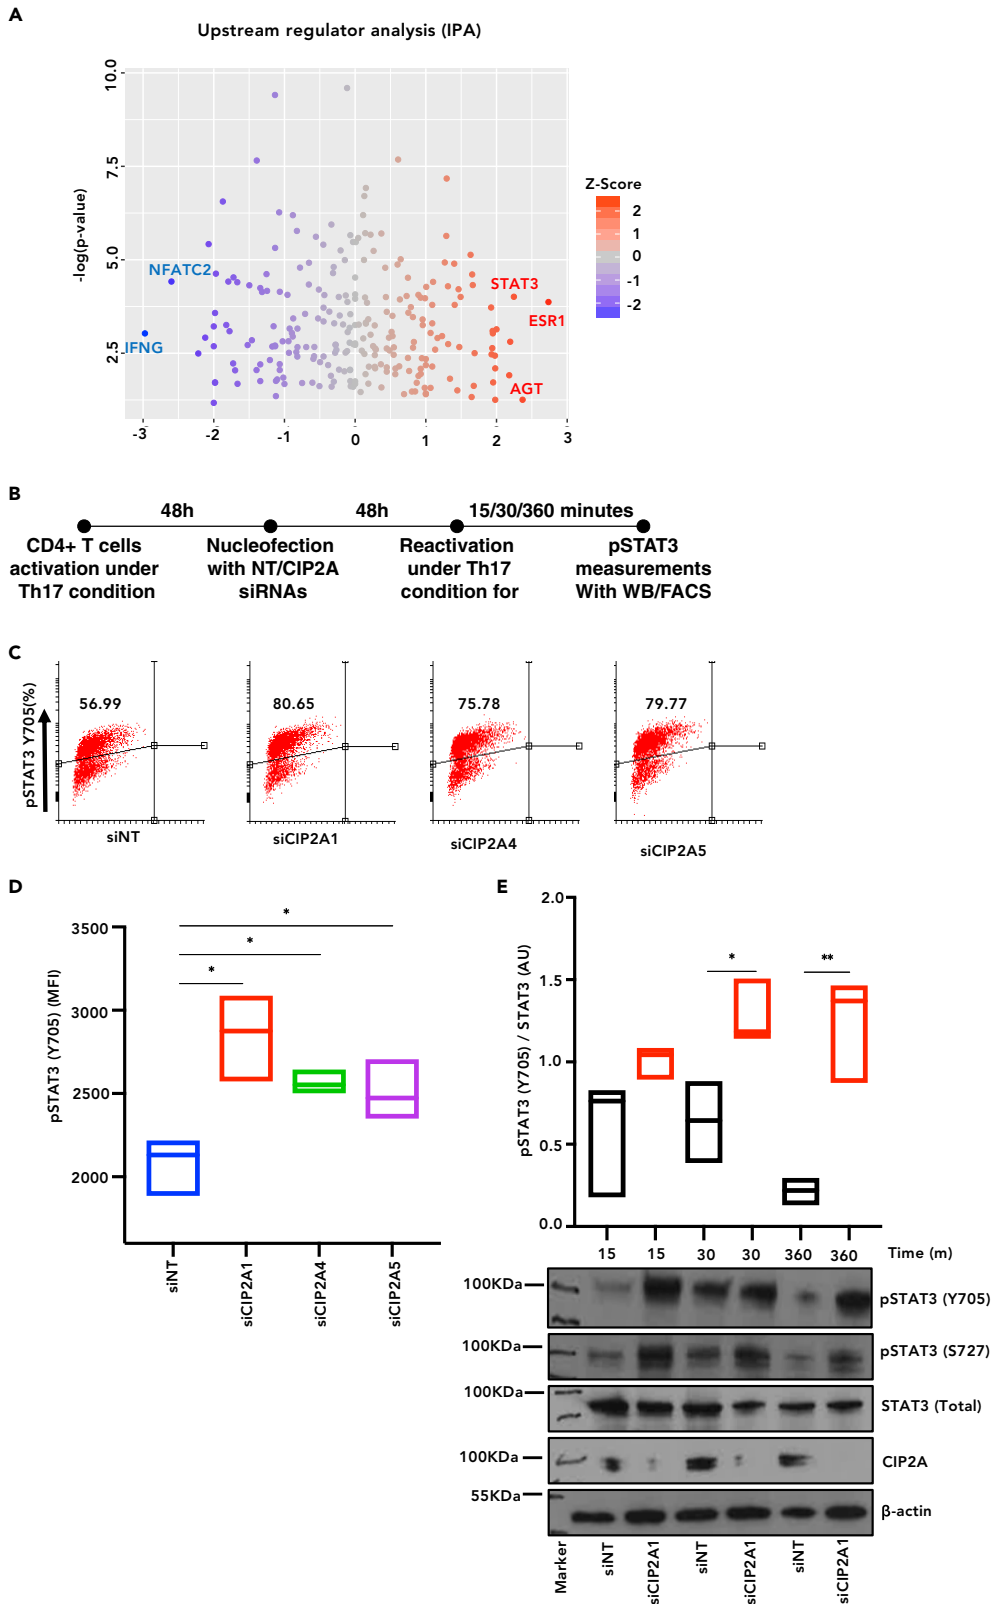 A
Upstream regulator analysis (IPA)
10.0
7.5
5.0
2.5
-log(p-value)
NFATC2
IFNG
STAT3
ESR1
AGT
-3
-2
-1
0
1
2
3
Z-Score
2
1
0
-1
-2
B
48h
48h
15/30/360 minutes
CD4+ T cells
activation under
Th17 condition
Nucleofection
with NT/CIP2A
siRNAs
Reactivation
under Th17
condition for
pSTAT3
measurements
With WB/FACS
C
pSTAT3 Y705(%)
56.99
80.65
75.78
79.77
siNT
siCIP2A1
siCIP2A4
siCIP2A5
D
pSTAT3 (Y705) (MFI)
3500
3000
2500
2000
*
*
*
siNT
siCIP2A1
siCIP2A4
siCIP2A5
E
pSTAT3 (Y705) / STAT3 (AU)
2.0
1.5
1.0
0.5
0.0
*
**
15
15
30
30
360
360
Time (m)
100KDa
pSTAT3 (Y705)
100KDa
pSTAT3 (S727)
100KDa
STAT3 (Total)
100KDa
CIP2A
55KDa
β-actin
Marker
siNT
siCIP2A1
siNT
siCIP2A1
siNT
siCIP2A1